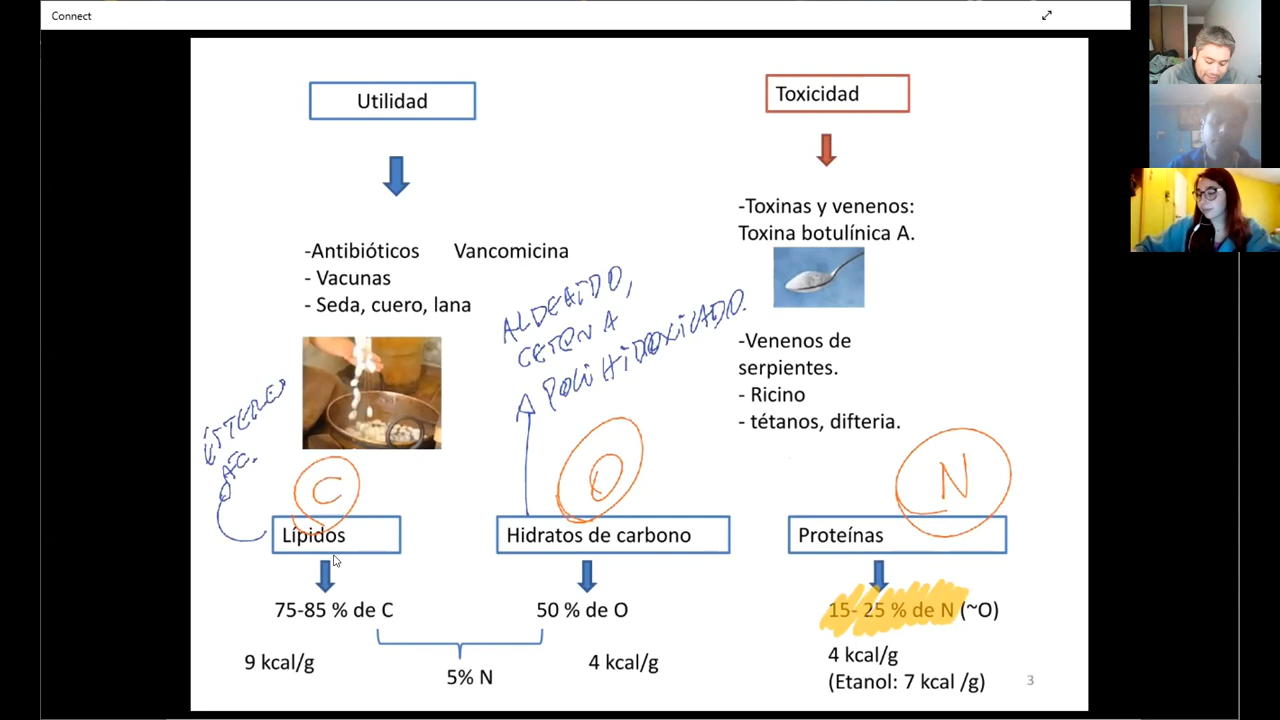 Connect
Utilidad
Toxicidad
-Antibióticos Vancomicina
- Vacunas
- Seda, cuero, lana
-Toxinas y venenos:
Toxina botulínica A.
-Venenos de
serpientes.
- Ricino
- tétanos, difteria.
ALDEHIDO,
CETONA
POLIHIDROXILADO.
ÉSTERES
AC.
C
O
N
Lípidos
Hidratos de carbono
Proteínas
75-85 % de C
50 % de O
15- 25 % de N (~O)
9 kcal/g
5% N
4 kcal/g
4 kcal/g
(Etanol: 7 kcal /g)
3